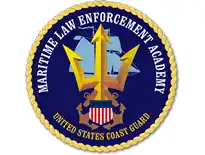 MARITIME LAW ENFORCEMENT ACADEMY
UNITED STATES COAST GUARD